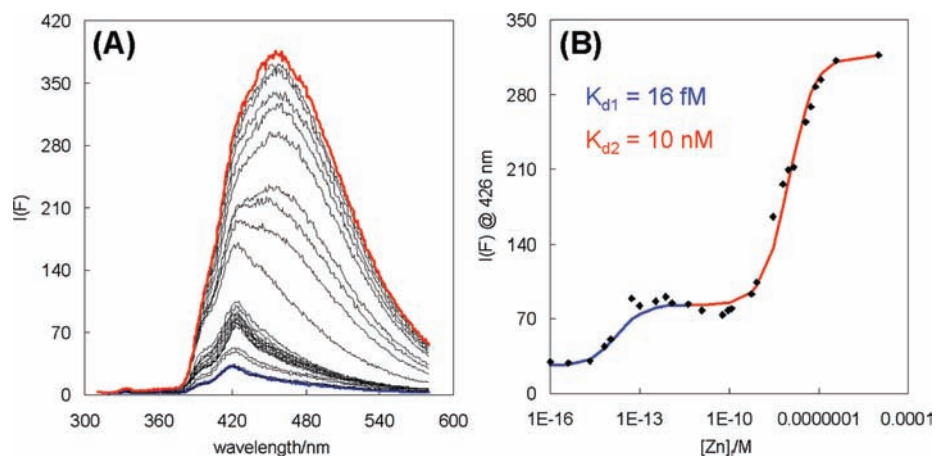 (A)
420
350
280
210
140
70
0
I(F)
300
360
420
480
540
600
wavelength/nm
(B)
350
280
210
140
70
0
I(F) @ 426 nm
Kd1 = 16 fM
Kd2 = 10 nM
1E-16
1E-13
1E-10
0.0000001
0.0001
[Zn]f/M